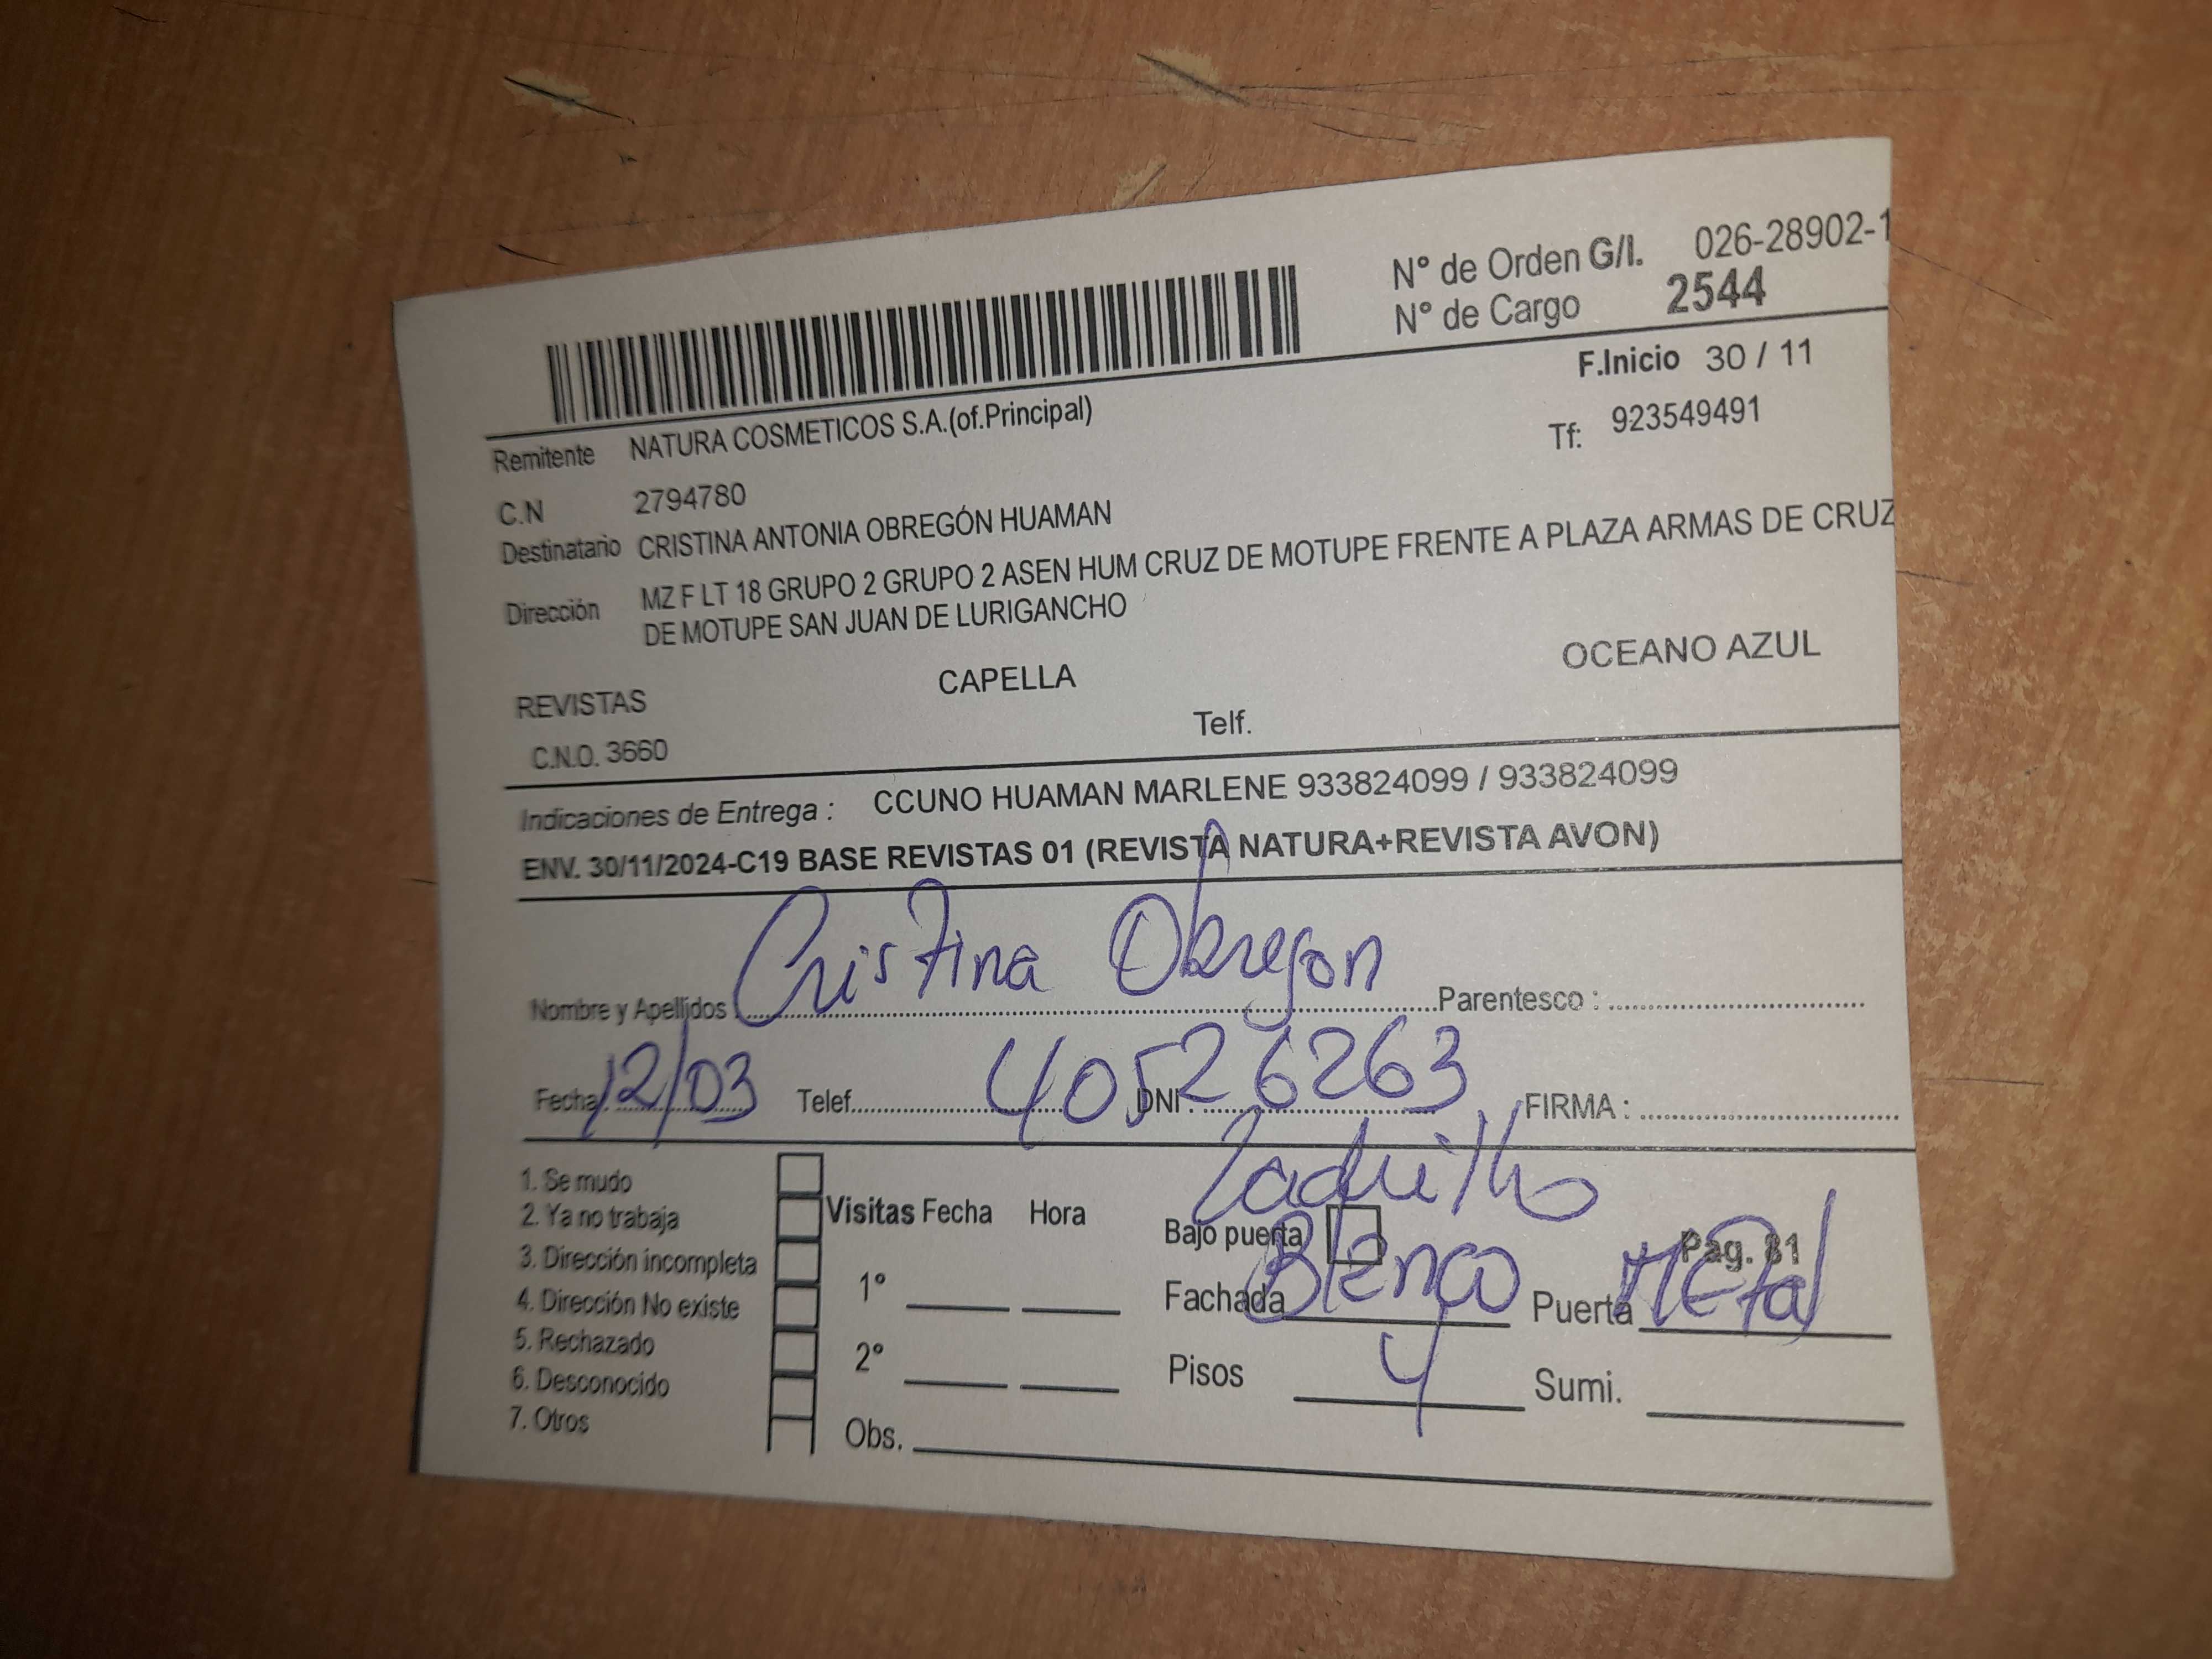 N° de Orden G/I. 026-28902-1
N° de Cargo 2544
F.Inicio 30 / 11
Remitente NATURA COSMETICOS S.A.(of.Principal)
Tf: 923549491
C.N 2794780
Destinatario CRISTINA ANTONIA OBREGÓN HUAMAN
Dirección MZ F LT 18 GRUPO 2 GRUPO 2 ASEN HUM CRUZ DE MOTUPE FRENTE A PLAZA ARMAS DE CRUZ
DE MOTUPE SAN JUAN DE LURIGANCHO
REVISTAS CAPELLA OCEANO AZUL
C.N.O. 3660 Telf.
Indicaciones de Entrega : CCUNO HUAMAN MARLENE 933824099 / 933824099
ENV. 30/11/2024-C19 BASE REVISTAS 01 (REVISTA NATURA+REVISTA AVON)
Nombre y Apellidos Cristina Obregon Parentesco :
Fecha 12/03 Telef. DNI 40526263 FIRMA :
Ladrillo
1. Se mudo
2. Ya no trabaja
3. Dirección incompleta
4. Dirección No existe
5. Rechazado
6. Desconocido
7. Otros
Visitas Fecha Hora
1°
2°
Obs.
Bajo puerta Pag. 81
Fachada Blanco Puerta Metal
Pisos 4 Sumi.